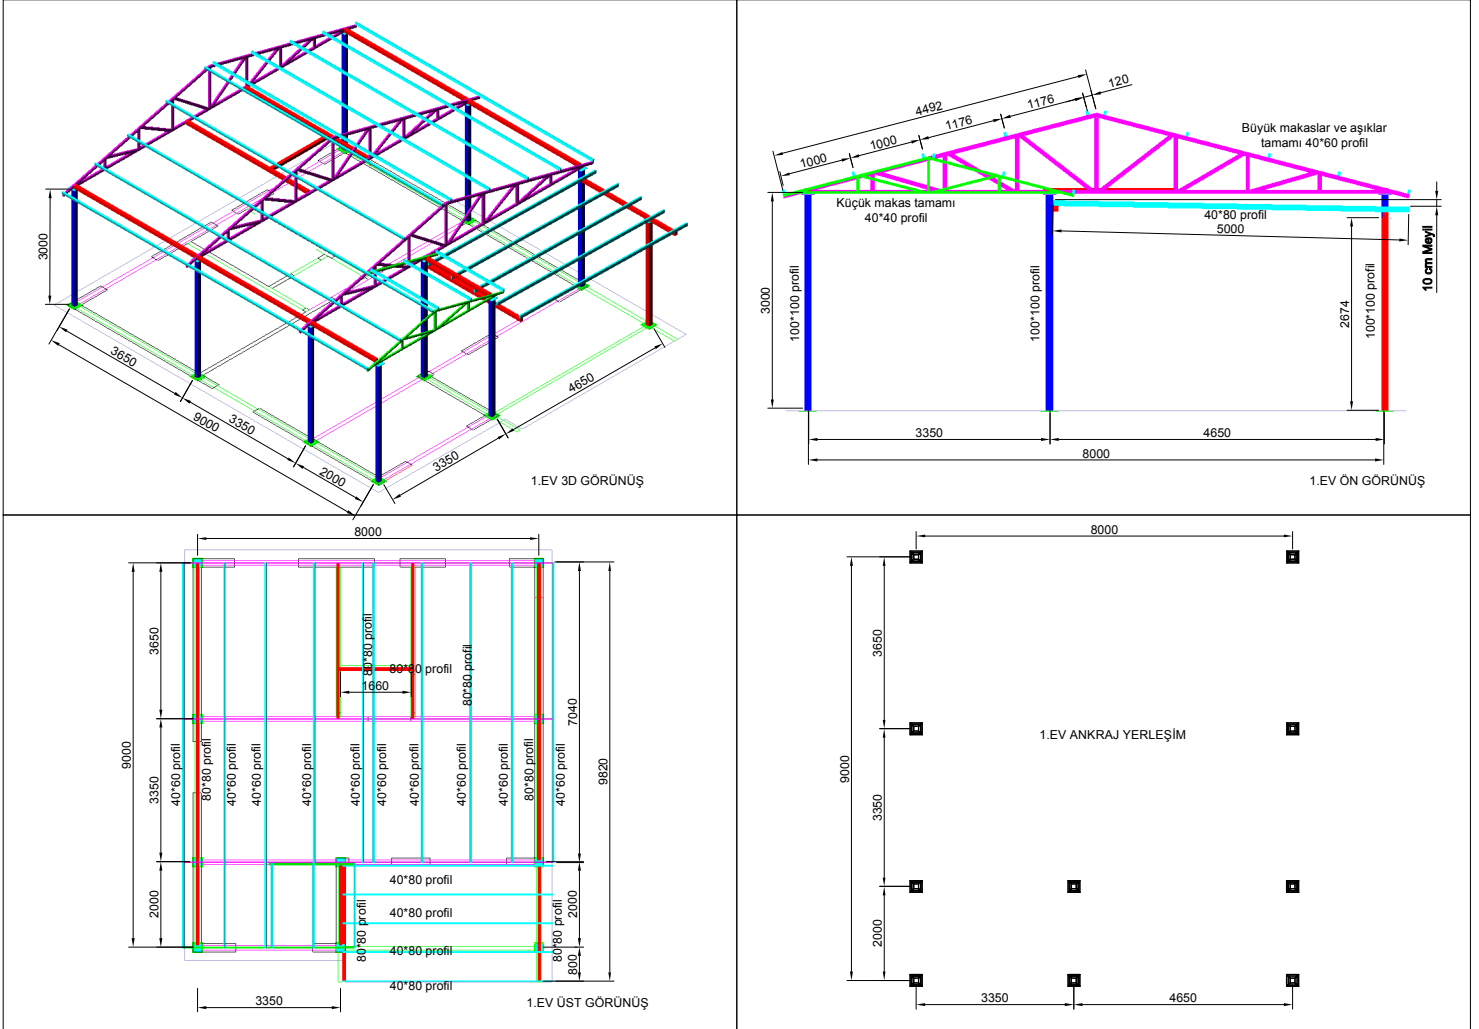 3000
3650
3350
9000
2000
3350
4650
1.EV 3D GÖRÜNÜŞ
4492
120
1176
1176
1000
1000
Büyük makaslar ve aşıklar
tamamı 40*60 profil
Küçük makas tamamı
40*40 profil
40*80 profil
5000
10 cm Meyil
3000
100*100 profil
100*100 profil
2674
100*100 profil
3350
4650
8000
1.EV ÖN GÖRÜNÜŞ
8000
3650
9000
3350
2000
80*80 profil
80*80 profil
80*80 profil
1660
7040
9820
40*60 profil
80*80 profil
40*60 profil
40*60 profil
40*60 profil
40*60 profil
40*60 profil
40*60 profil
40*60 profil
40*60 profil
80*80 profil
40*60 profil
40*80 profil
40*80 profil
40*80 profil
40*80 profil
80*80 profil
80*80 profil
2000
800
3350
1.EV ÜST GÖRÜNÜŞ
8000
3650
9000
3350
2000
1.EV ANKRAJ YERLEŞİM
3350
4650